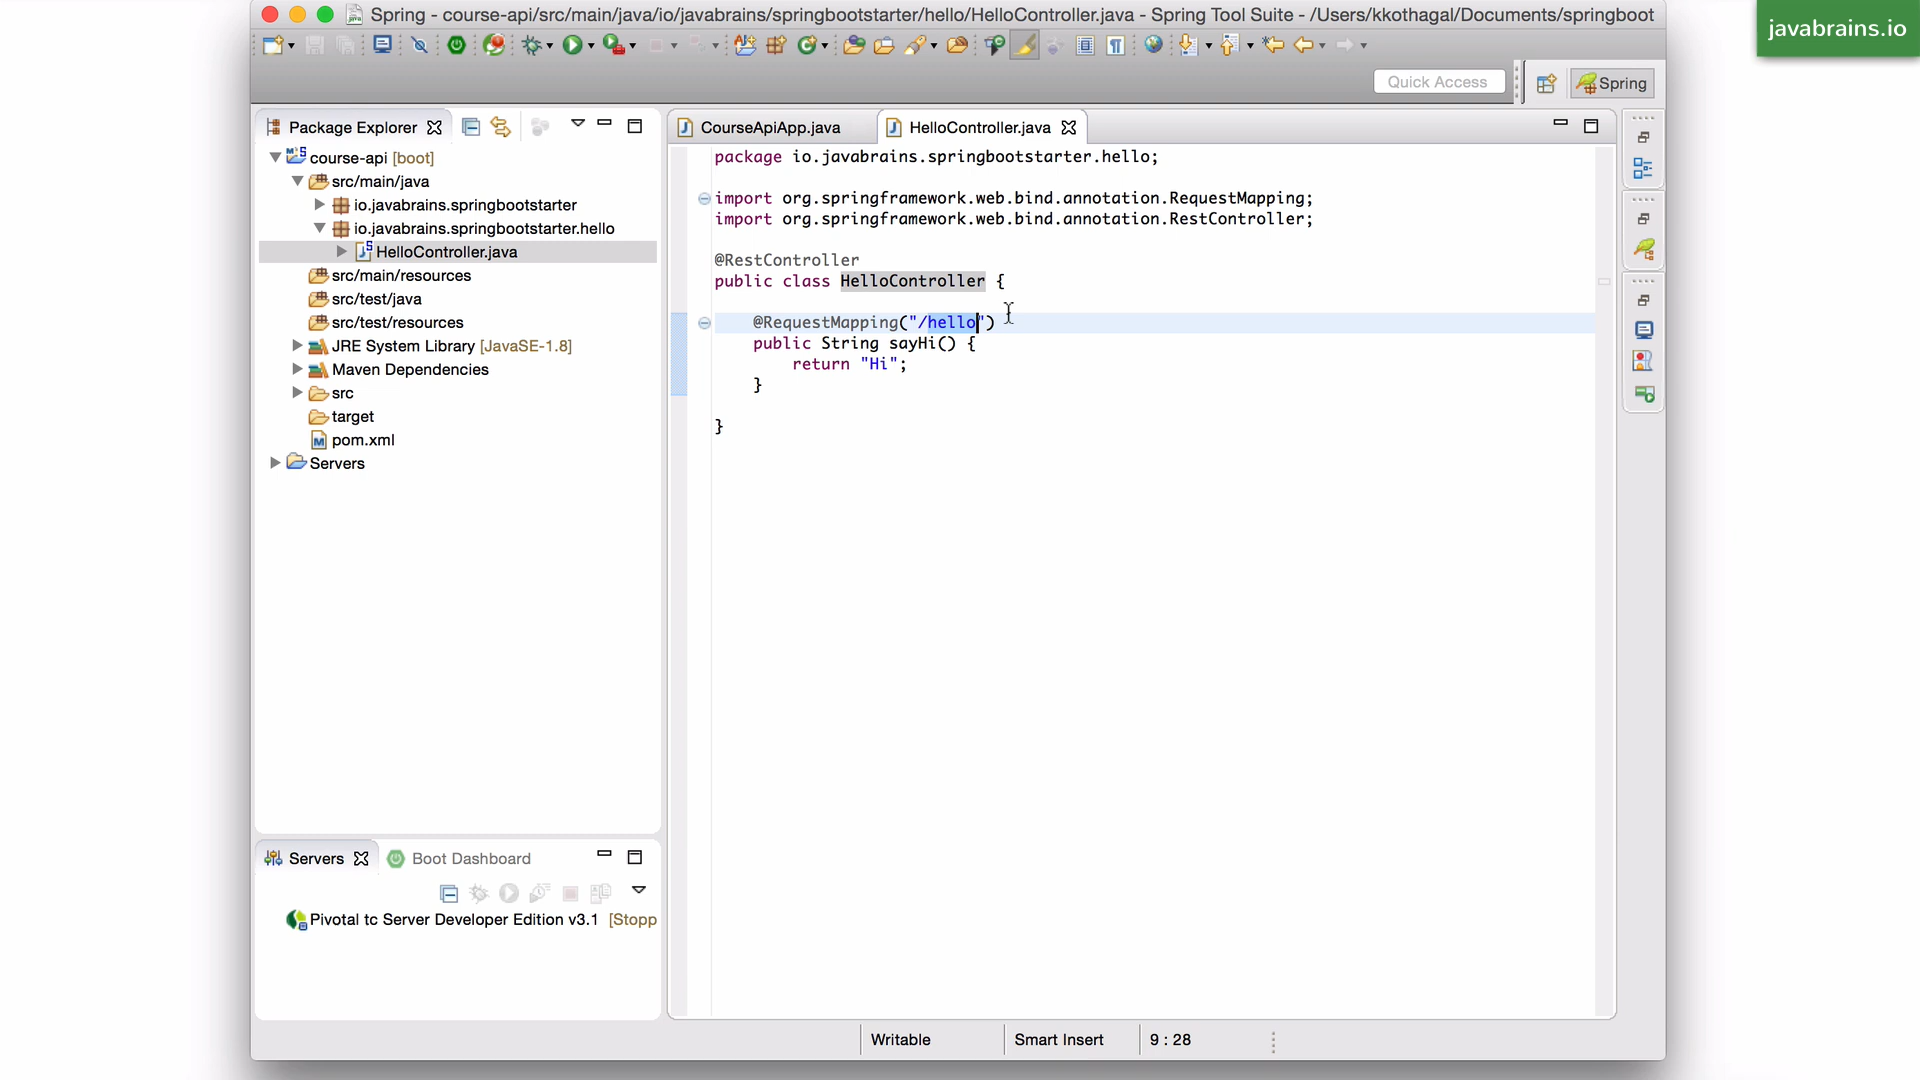 Spring - course-api/src/main/java/io/javabrains/springbootstarter/hello/HelloController.java - Spring Tool Suite - /Users/kkothagal/Documents/springboot
javabrains.io
Quick Access
Spring
Package Explorer
course-api [boot]
src/main/java
io.javabrains.springbootstarter
io.javabrains.springbootstarter.hello
HelloController.java
src/main/resources
src/test/java
src/test/resources
JRE System Library [JavaSE-1.8]
Maven Dependencies
src
target
pom.xml
Servers
CourseApiApp.java
HelloController.java
package io.javabrains.springbootstarter.hello;
import org.springframework.web.bind.annotation.RequestMapping;
import org.springframework.web.bind.annotation.RestController;
@RestController
public class HelloController {
@RequestMapping("/hello")
public String sayHi() {
return "Hi";
}
}
Servers
Boot Dashboard
Pivotal tc Server Developer Edition v3.1 [Stopp
Writable
Smart Insert
9 : 28